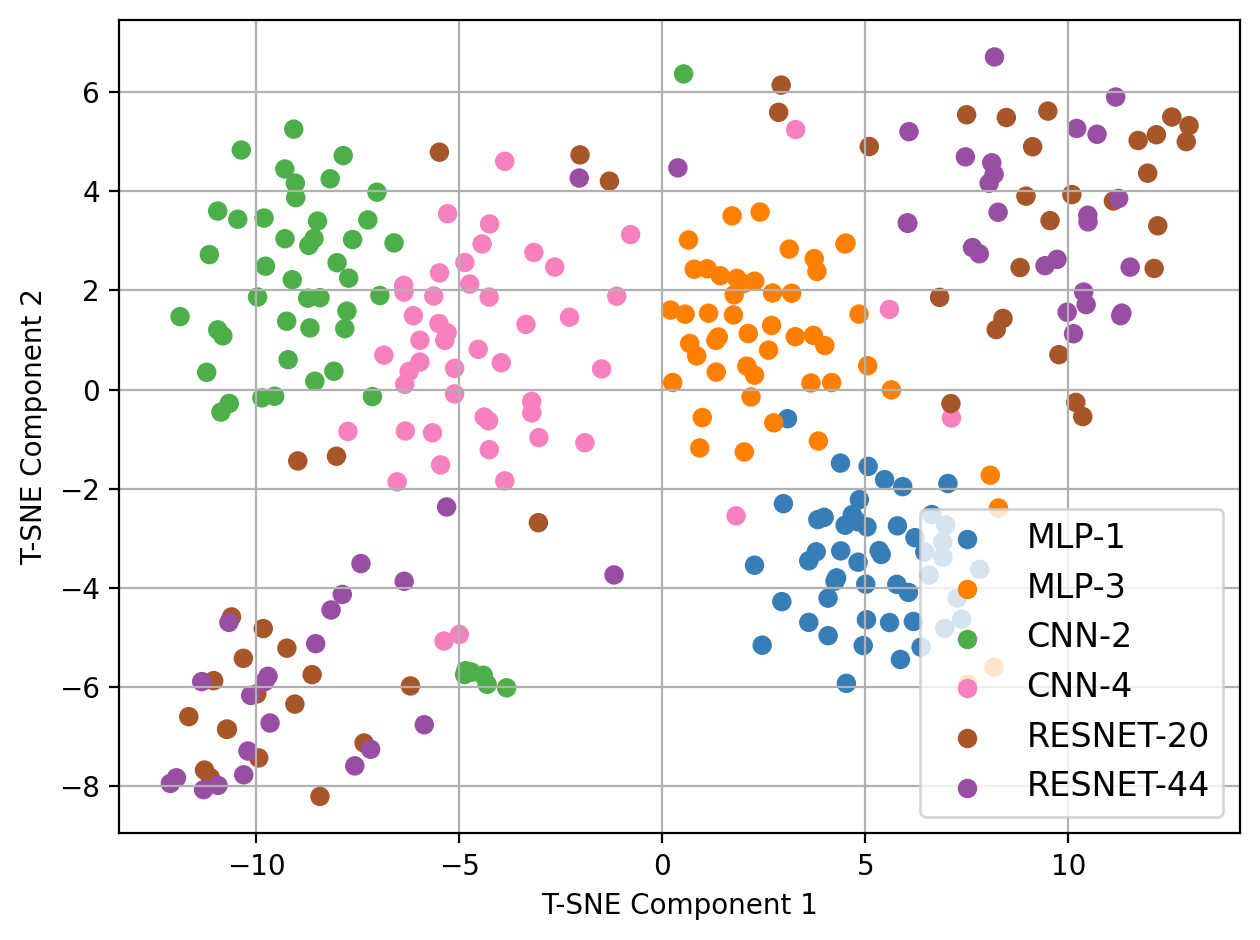 6
4
2
0
−2
−4
−6
−8
T-SNE Component 2
MLP-1
MLP-3
CNN-2
CNN-4
RESNET-20
RESNET-44
−10
−5
0
5
10
T-SNE Component 1